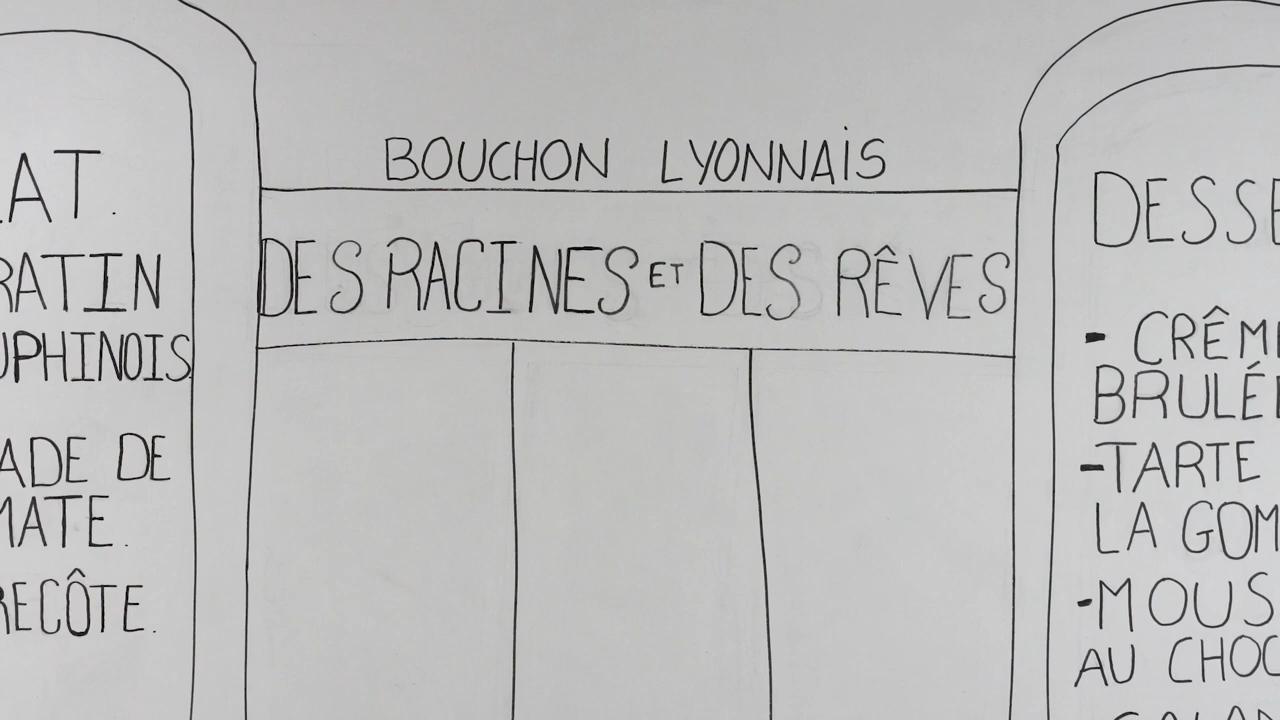 BOUCHON LYONNAIS
DES RACINES ET DES RÊVES
AT.
RATIN
UPHINOIS
ADE DE
MATE.
RECÔTE.
DESSE
- CRÊME
BRULÉE
-TARTE
LA GOM
-MOUS
AU CHOC